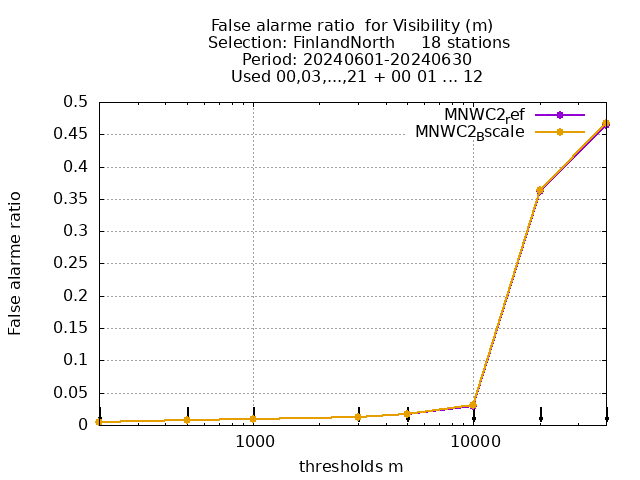 False alarme ratio  for Visibility (m)
Selection: FinlandNorth     18 stations
Period: 20240601-20240630
Used 00,03,...,21 + 00 01 ... 12
MNWC2ref
MNWC2Bscale
0.5
0.45
0.4
0.35
0.3
0.25
0.2
0.15
0.1
0.05
0
False alarme ratio
1000
10000
thresholds m